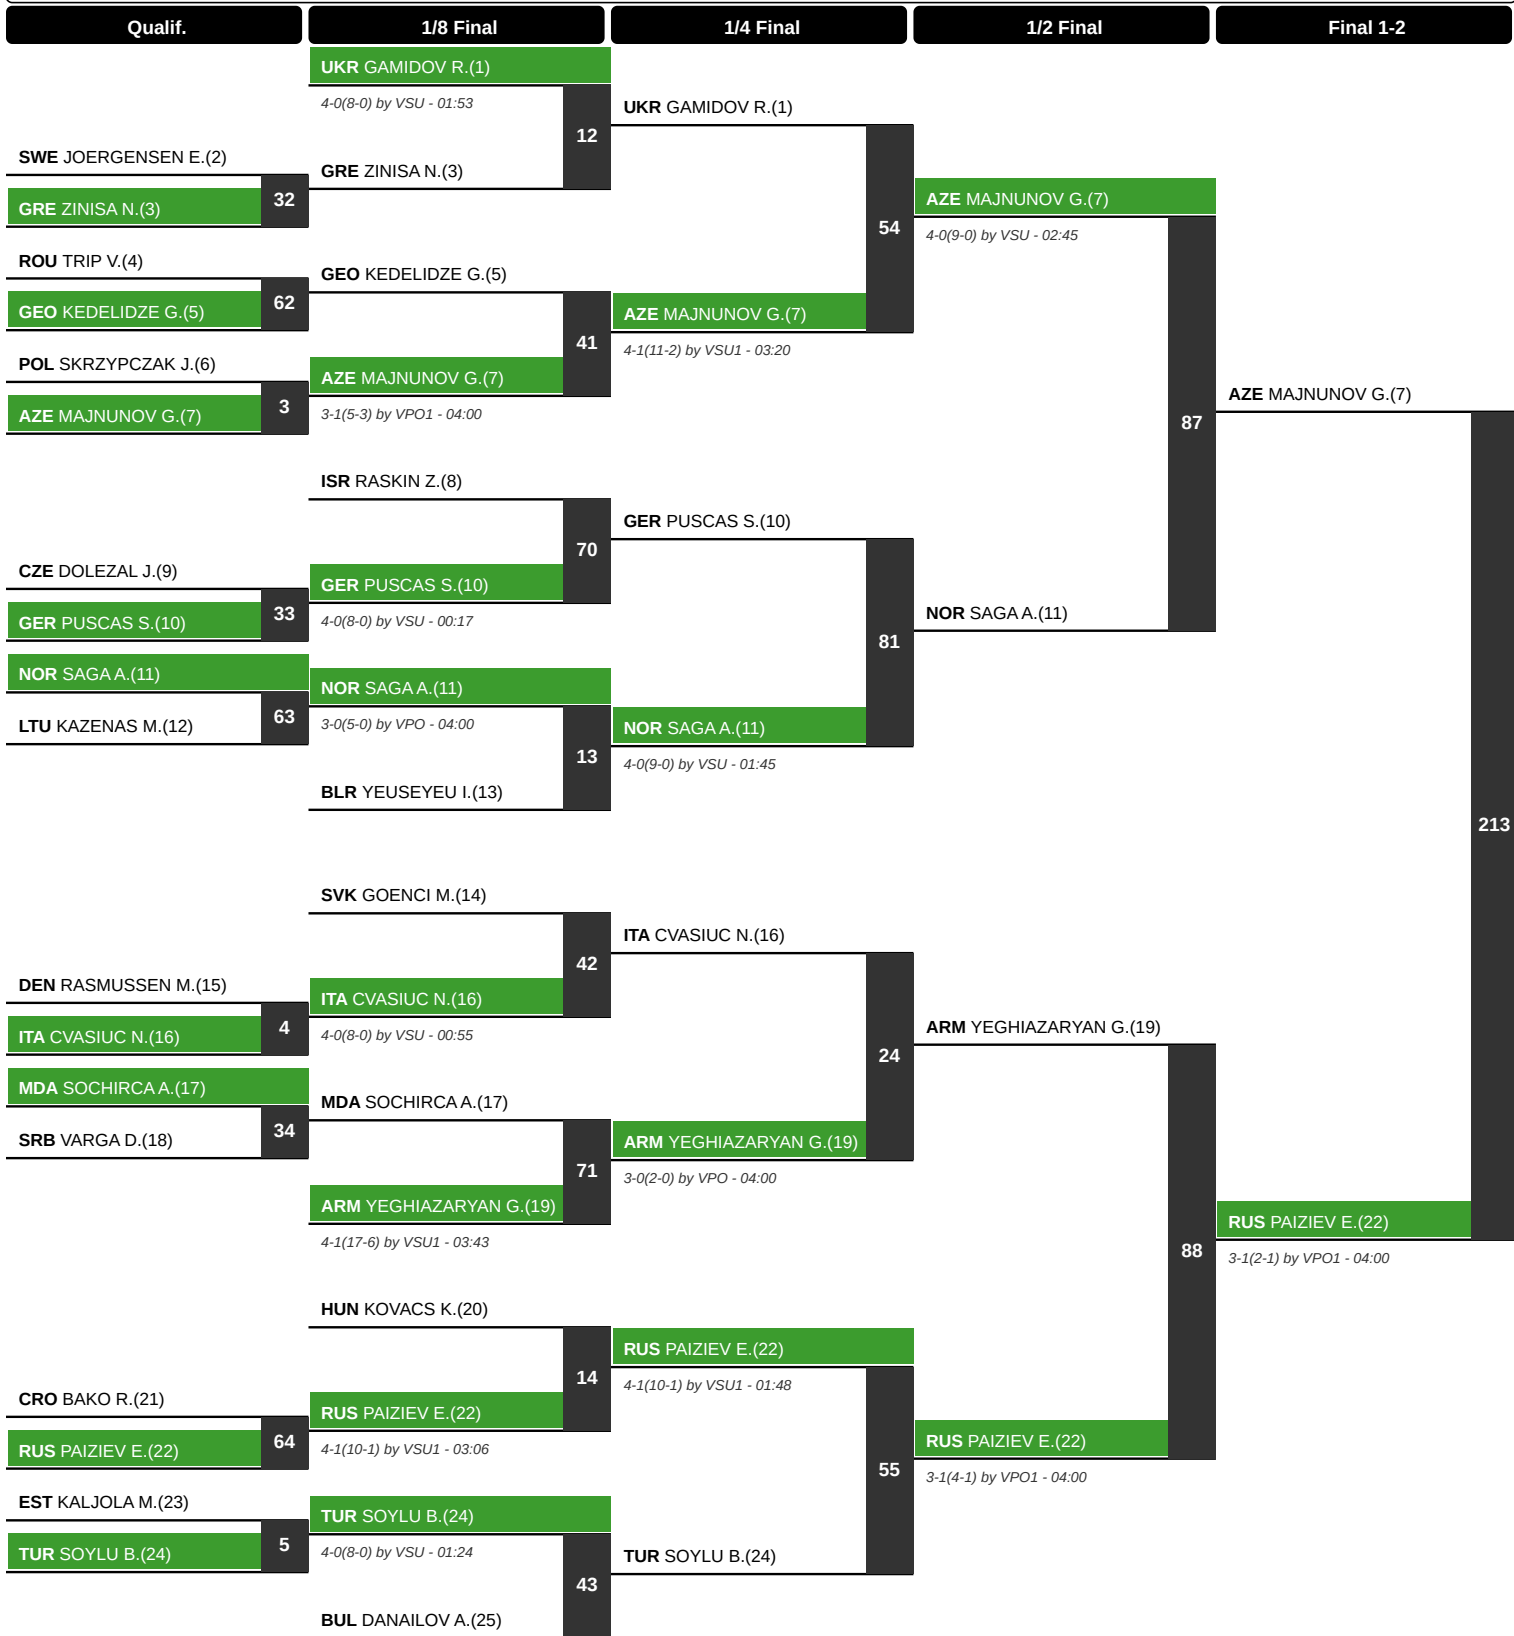 Qualif.
1/8 Final
1/4 Final
1/2 Final
Final 1-2
UKR GAMIDOV R.(1)
4-0(8-0) by VSU - 01:53
12
GRE ZINISA N.(3)
SWE JOERGENSEN E.(2)
32
GRE ZINISA N.(3)
ROU TRIP V.(4)
62
GEO KEDELIDZE G.(5)
POL SKRZYPCZAK J.(6)
3
AZE MAJNUNOV G.(7)
GEO KEDELIDZE G.(5)
41
AZE MAJNUNOV G.(7)
3-1(5-3) by VPO1 - 04:00
UKR GAMIDOV R.(1)
54
AZE MAJNUNOV G.(7)
4-1(11-2) by VSU1 - 03:20
AZE MAJNUNOV G.(7)
4-0(9-0) by VSU - 02:45
87
NOR SAGA A.(11)
ISR RASKIN Z.(8)
70
GER PUSCAS S.(10)
4-0(8-0) by VSU - 00:17
CZE DOLEZAL J.(9)
33
GER PUSCAS S.(10)
NOR SAGA A.(11)
63
LTU KAZENAS M.(12)
NOR SAGA A.(11)
3-0(5-0) by VPO - 04:00
13
BLR YEUSEYEU I.(13)
GER PUSCAS S.(10)
81
NOR SAGA A.(11)
4-0(9-0) by VSU - 01:45
AZE MAJNUNOV G.(7)
213
RUS PAIZIEV E.(22)
3-1(2-1) by VPO1 - 04:00
SVK GOENCI M.(14)
42
ITA CVASIUC N.(16)
4-0(8-0) by VSU - 00:55
DEN RASMUSSEN M.(15)
4
ITA CVASIUC N.(16)
MDA SOCHIRCA A.(17)
34
SRB VARGA D.(18)
MDA SOCHIRCA A.(17)
71
ARM YEGHIAZARYAN G.(19)
4-1(17-6) by VSU1 - 03:43
ITA CVASIUC N.(16)
24
ARM YEGHIAZARYAN G.(19)
3-0(2-0) by VPO - 04:00
ARM YEGHIAZARYAN G.(19)
88
RUS PAIZIEV E.(22)
3-1(4-1) by VPO1 - 04:00
HUN KOVACS K.(20)
14
RUS PAIZIEV E.(22)
4-1(10-1) by VSU1 - 03:06
CRO BAKO R.(21)
64
RUS PAIZIEV E.(22)
EST KALJOLA M.(23)
5
TUR SOYLU B.(24)
TUR SOYLU B.(24)
4-0(8-0) by VSU - 01:24
43
BUL DANAILOV A.(25)
RUS PAIZIEV E.(22)
4-1(10-1) by VSU1 - 01:48
55
TUR SOYLU B.(24)